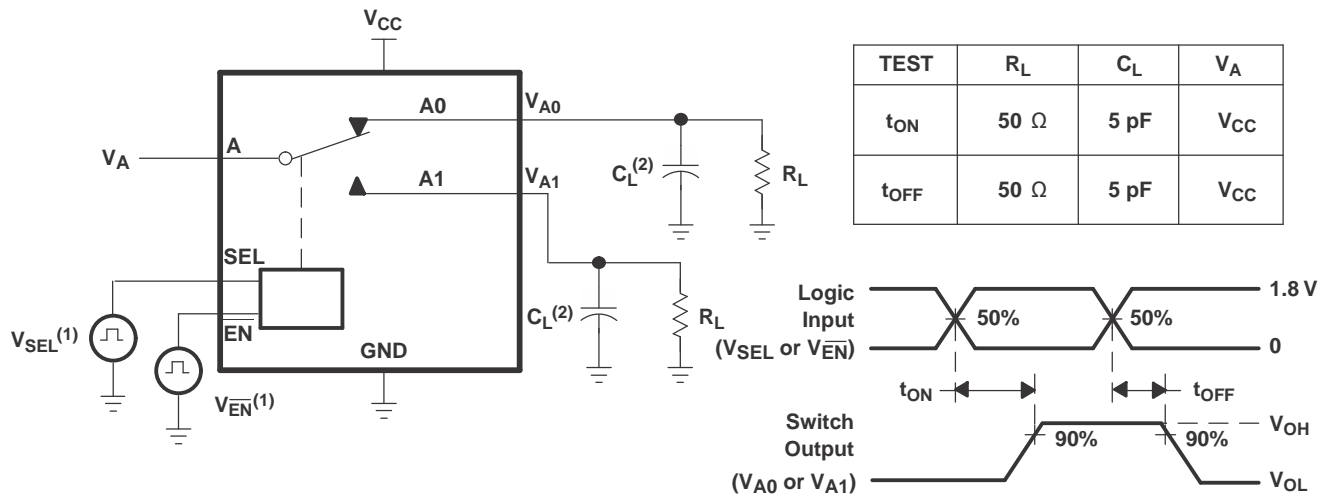 VCC
A0
VA0
VA
A
A1
VA1
CL(2)
RL
SEL
EN
GND
CL(2)
RL
VSEL(1)
VEN(1)
TEST RL CL VA
tON 50 Ω 5 pF VCC
tOFF 50 Ω 5 pF VCC
Logic
Input
(VSEL or VEN)
50%
50%
1.8 V
0
tON
tOFF
Switch
Output
(VA0 or VA1)
90%
90%
VOH
VOL